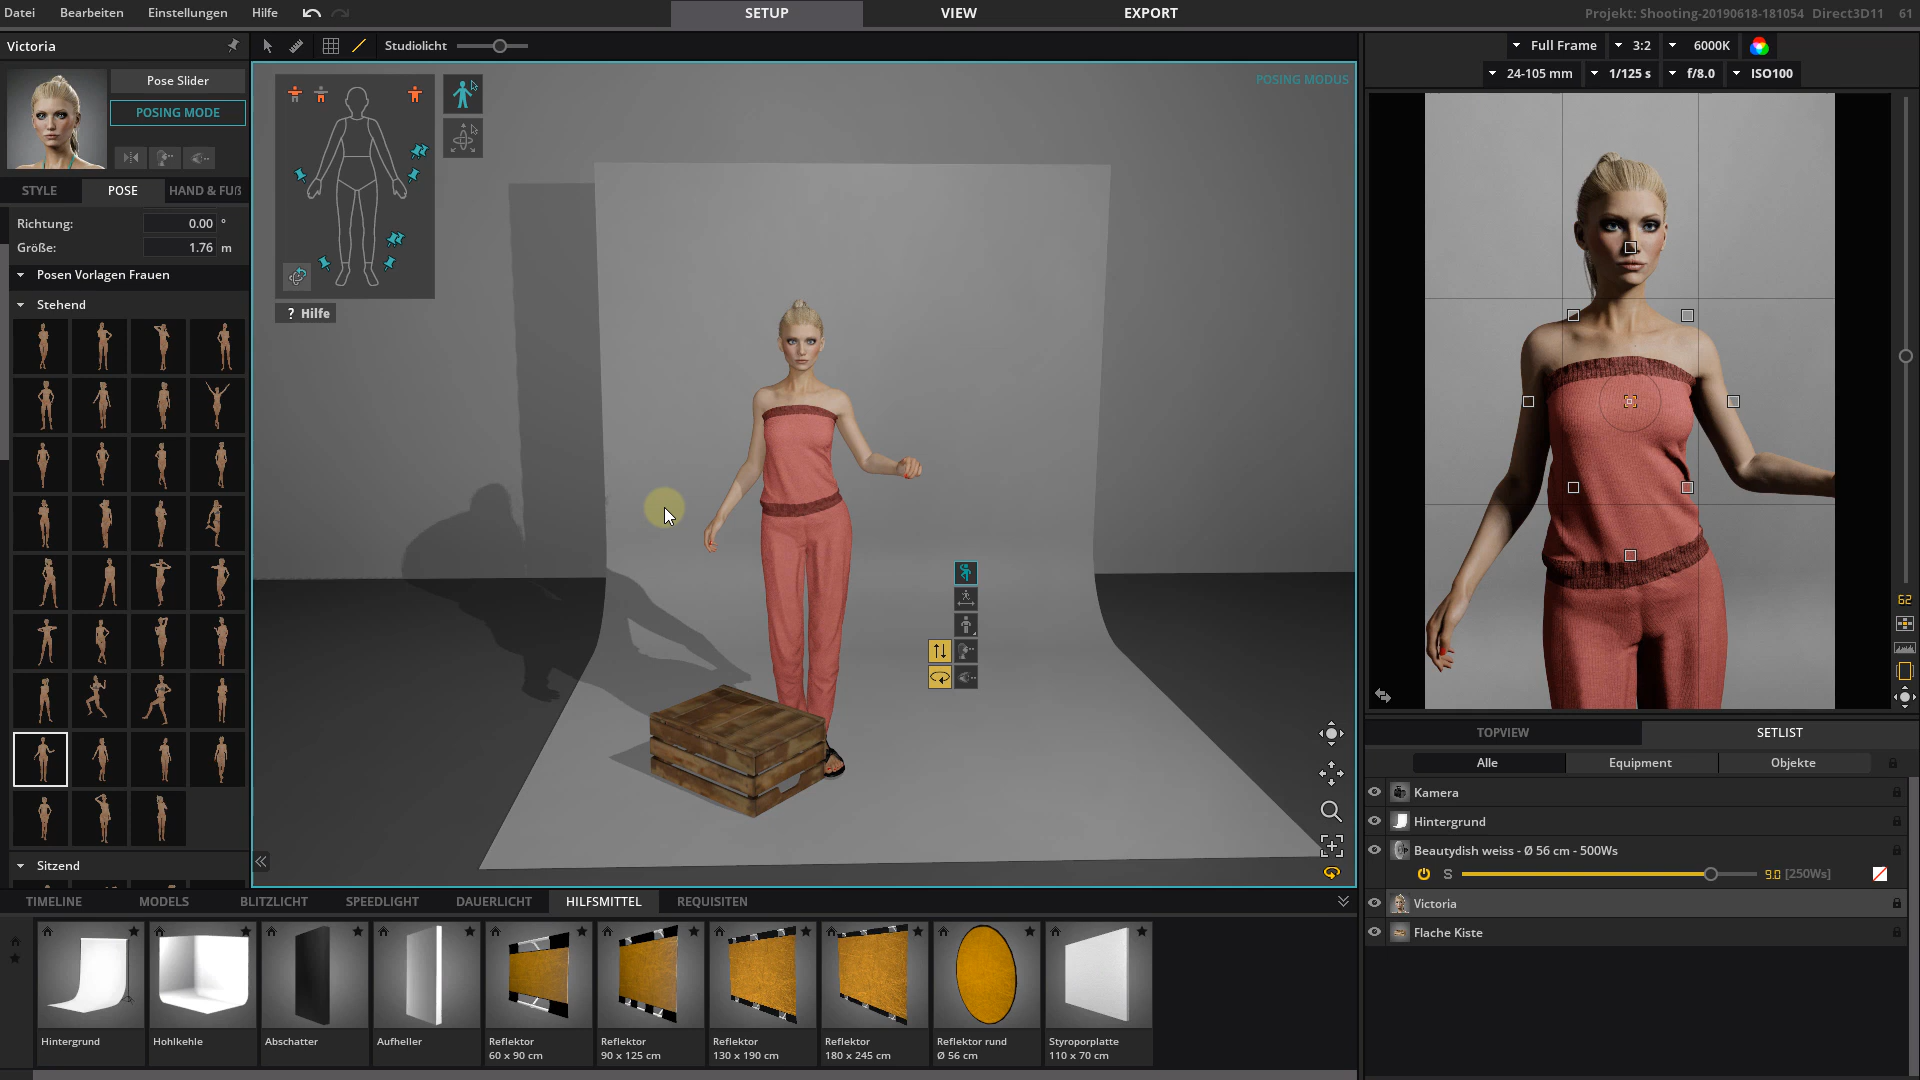 Datei Bearbeiten Einstellungen Hilfe SETUP VIEW EXPORT Projekt: Shooting-20190618-181054 Direct3D11 61
Victoria
Studiolicht
Full Frame 3:2 6000K
24-105 mm 1/125 s f/8.0 ISO100
Pose Slider
POSING MODE
POSING MODUS
STYLE POSE HAND & FUß
Richtung: 0.00 °
Größe: 1.76 m
Posen Vorlagen Frauen
Stehend
? Hilfe
62
Sitzend
TOPVIEW SETLIST
Alle Equipment Objekte
Kamera
Hintergrund
Beautydish weiss - Ø 56 cm - 500Ws
S 9.0 [250Ws]
Victoria
Flache Kiste
TIMELINE MODELS BLITZLICHT SPEEDLIGHT DAUERLICHT HILFSMITTEL REQUISITEN
Hintergrund
Hohlkehle
Abschatter
Aufheller
Reflektor
60 x 90 cm
Reflektor
90 x 125 cm
Reflektor
130 x 190 cm
Reflektor
180 x 245 cm
Reflektor rund
Ø 56 cm
Styroporplatte
110 x 70 cm